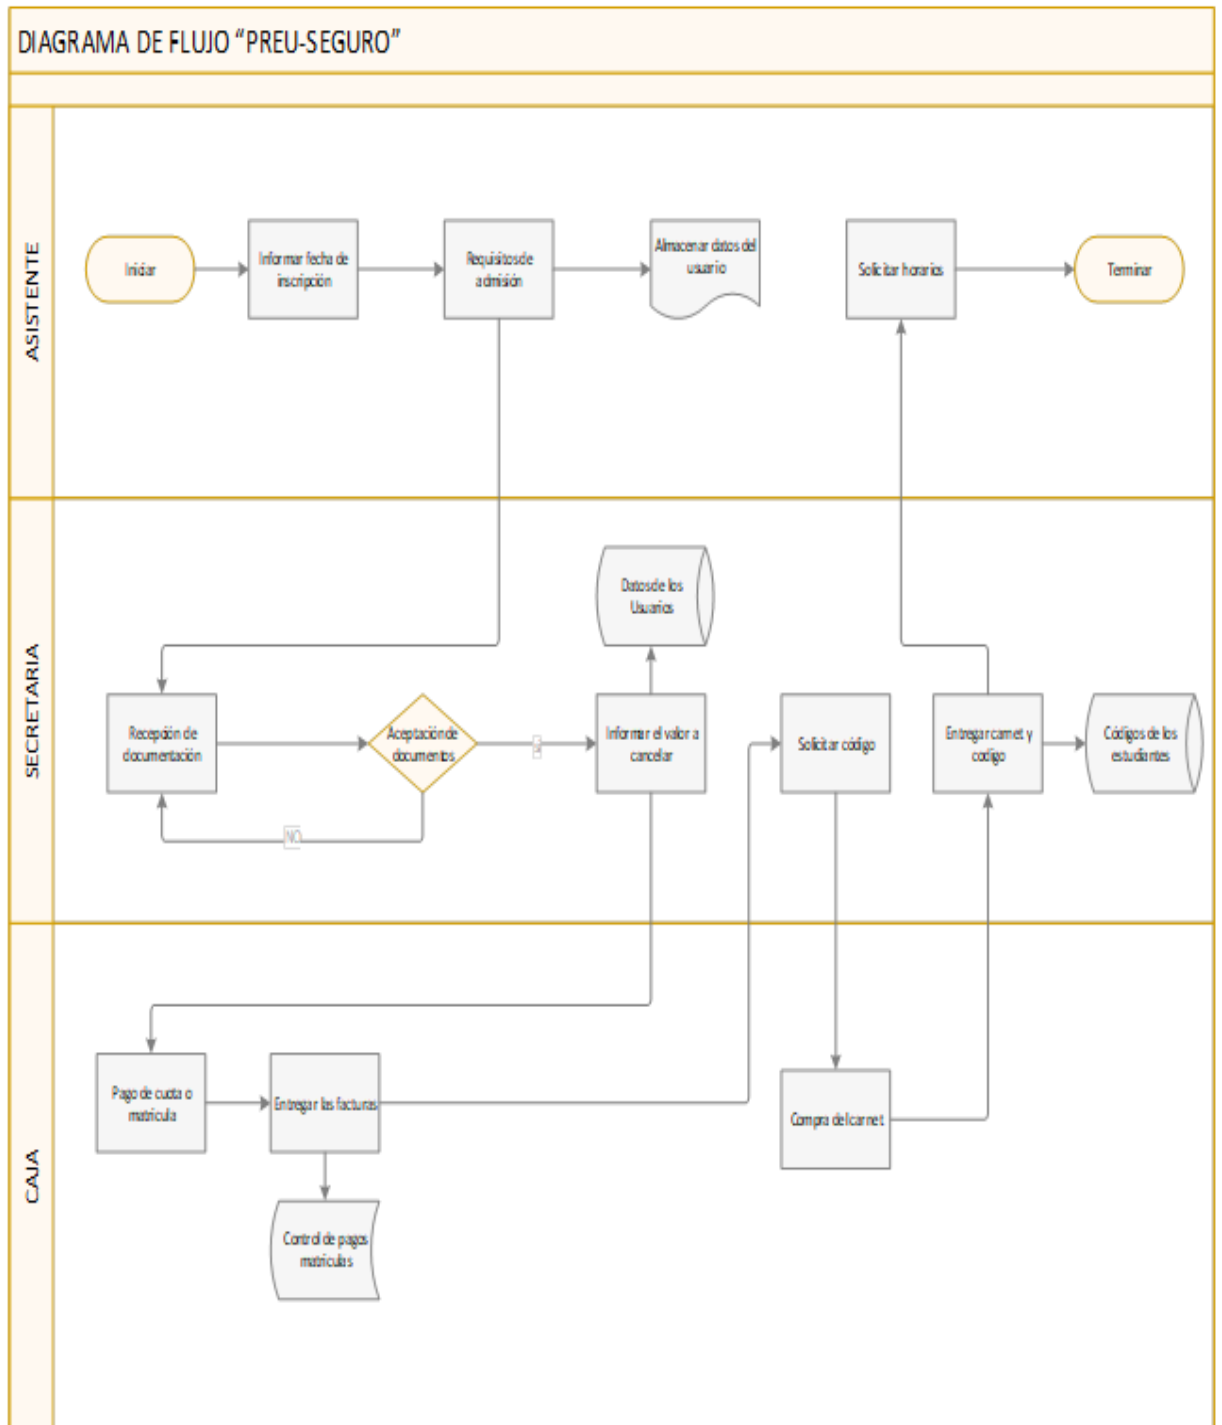 DIAGRAMA DE FLUJO “PREU-SEGURO”
ASISTENTE
Iniciar
Informar fecha de
inscripción
Requisitos de
admisión
Almacenar datos del
usuario
Solicitar horarios
Terminar
SECRETARIA
Datos de los
Usuarios
Recepción de
documentación
Aceptación de
documentos
Informar el valor a
cancelar
Solicitar código
Entregar carnet y
codigo
Códigos de los
estudiantes
NO
CAJA
Pago de cuota o
matricula
Entregar las facturas
Compra del carnet
Control de pagos
matriculas